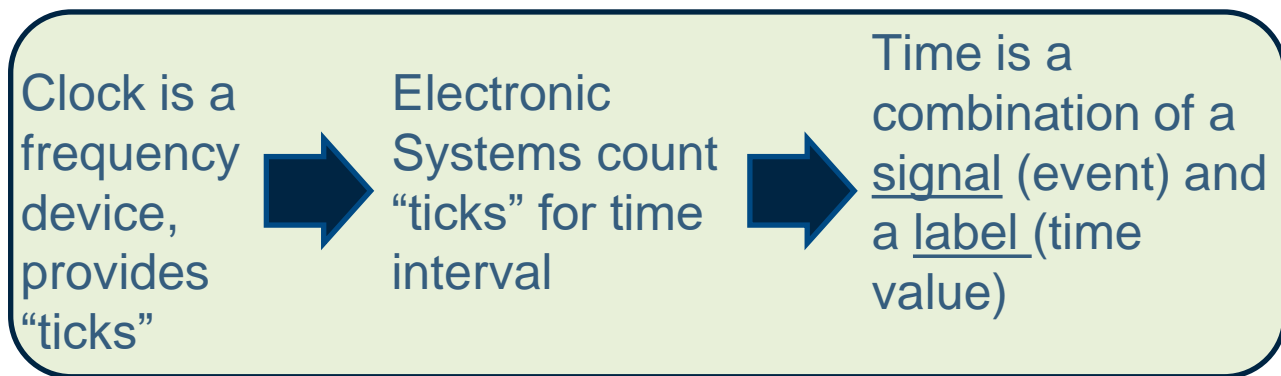 Clock is a
frequency
device,
provides
“ticks”
Electronic
Systems count
“ticks” for time
interval
Time is a
combination of a
signal (event) and
a label (time
value)